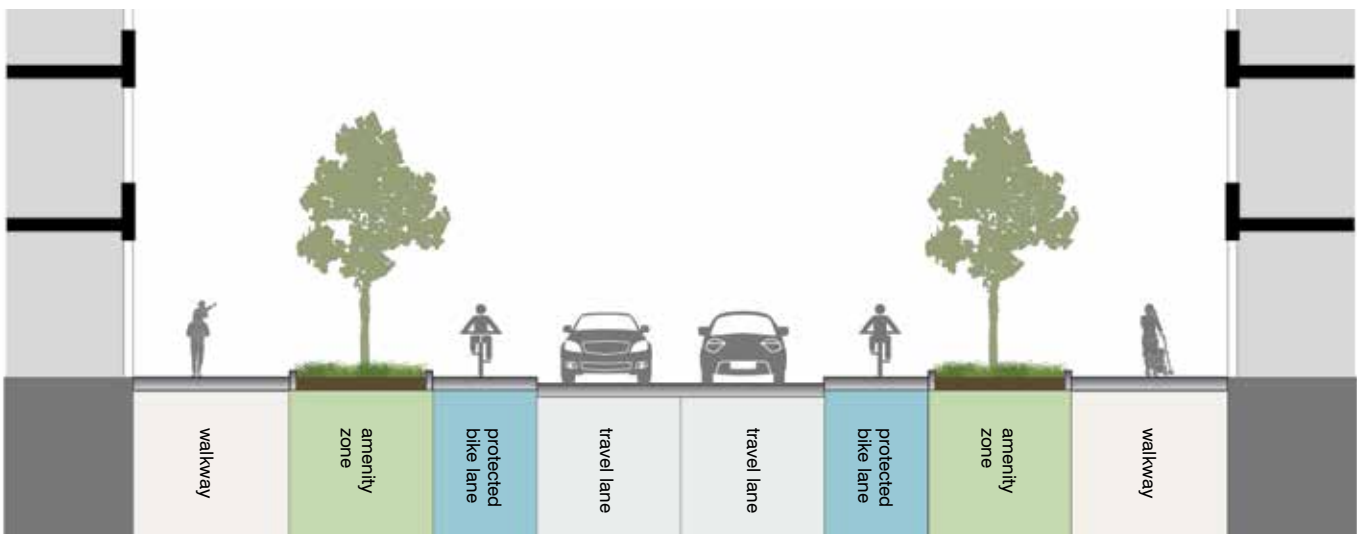 walkway
amenity
zone
protected
bike lane
travel lane
travel lane
protected
bike lane
amenity
zone
walkway